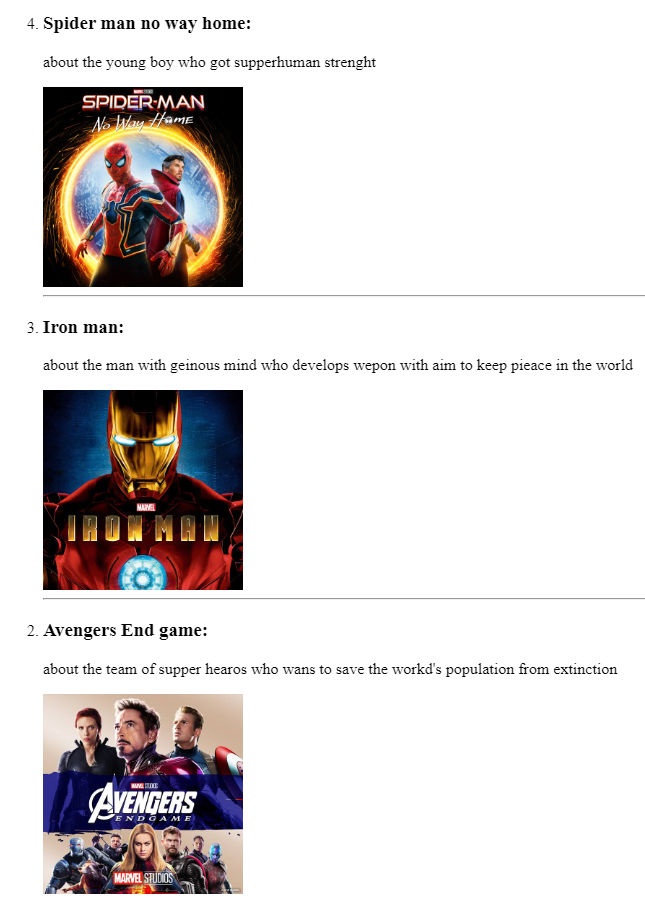 4. Spider man no way home:
about the young boy who got supperhuman strenght
MARVEL STUDIOS
SPIDER-MAN
No Way Home
3. Iron man:
about the man with geinous mind who develops wepon with aim to keep pieace in the world
MARVEL
IRON MAN
2. Avengers End game:
about the team of supper hearos who wans to save the workd's population from extinction
MARVEL STUDIOS
AVENGERS
ENDGAME
MARVEL STUDIOS